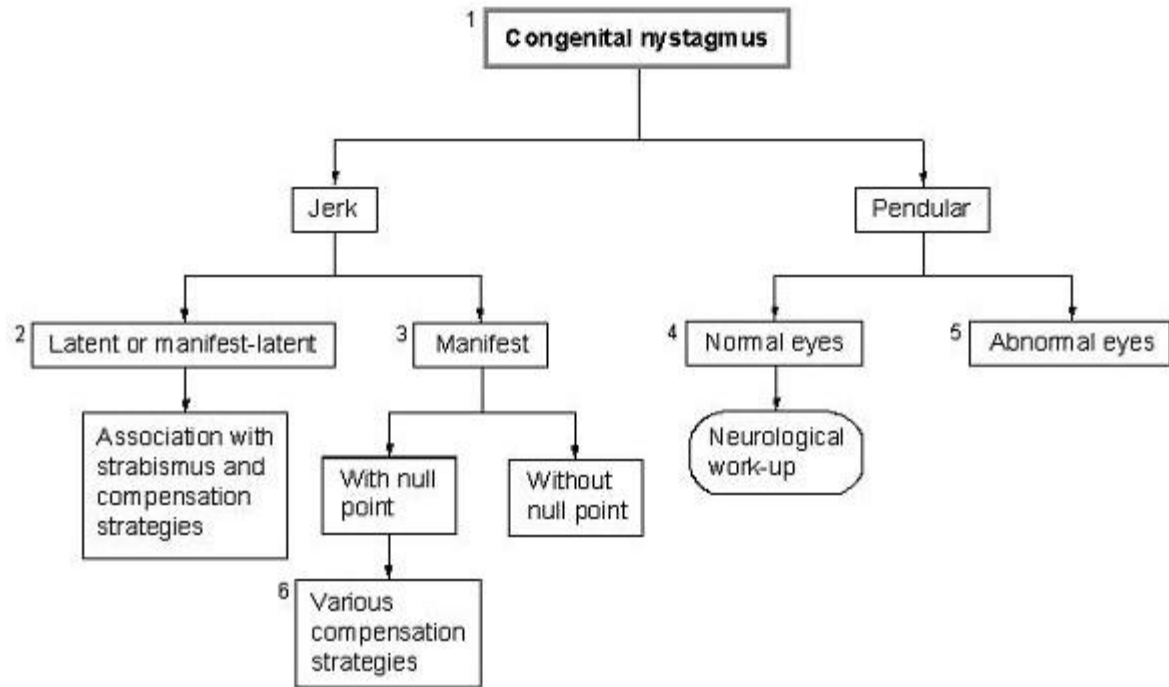 1
Congenital nystagmus
Jerk
Pendular
2
Latent or manifest-latent
3
Manifest
4
Normal eyes
5
Abnormal eyes
Association with
strabismus and
compensation
strategies
With null
point
Without
null point
Neurological
work-up
6
Various
compensation
strategies